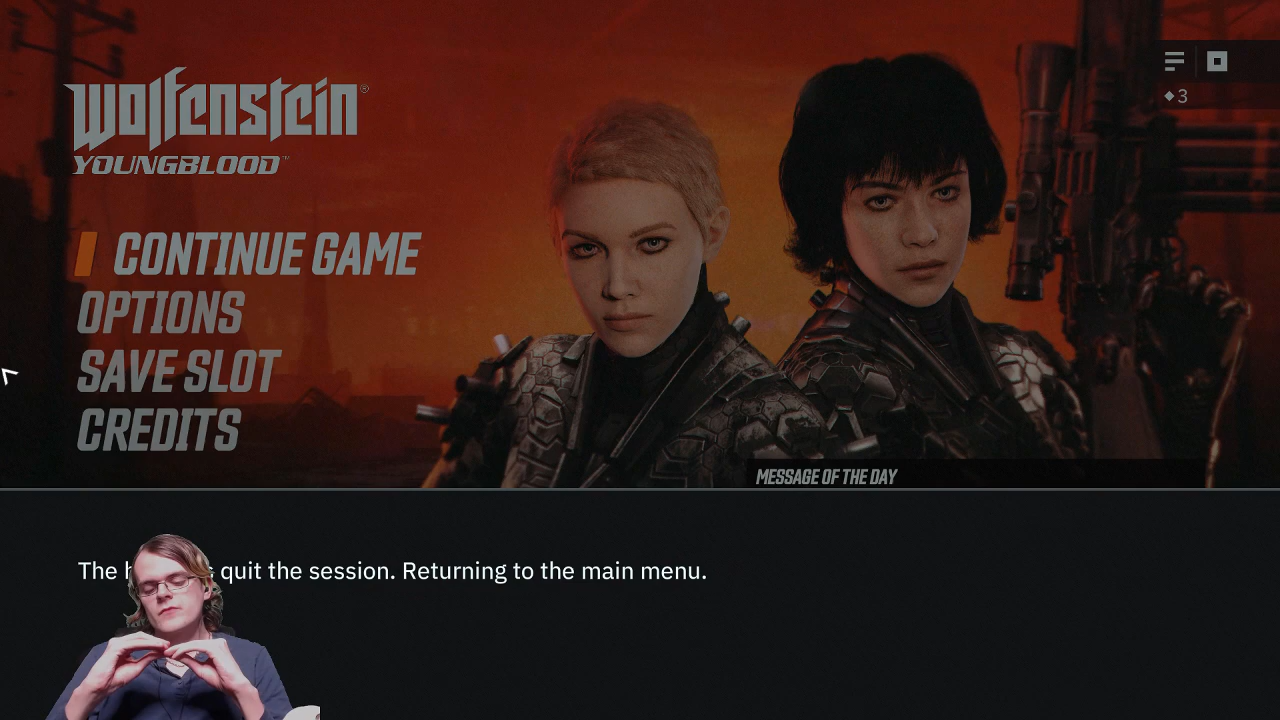 Wolfenstein®
YOUNGBLOOD™
3
CONTINUE GAME
OPTIONS
SAVE SLOT
CREDITS
MESSAGE OF THE DAY
The quit the session. Returning to the main menu.